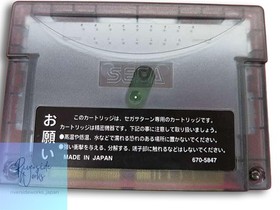 SEGA
お願い
このカートリッジは、セガサターン専用のカートリッジです。
カートリッジは精密機器です。下記の事に注意して取り扱いましょう。
●高温や低温、水などで濡れる恐れのある場所に置かないでください。
●強い衝撃を与える、分解する、端子部に触れるなどはしないでください。
MADE IN JAPAN
670-5847